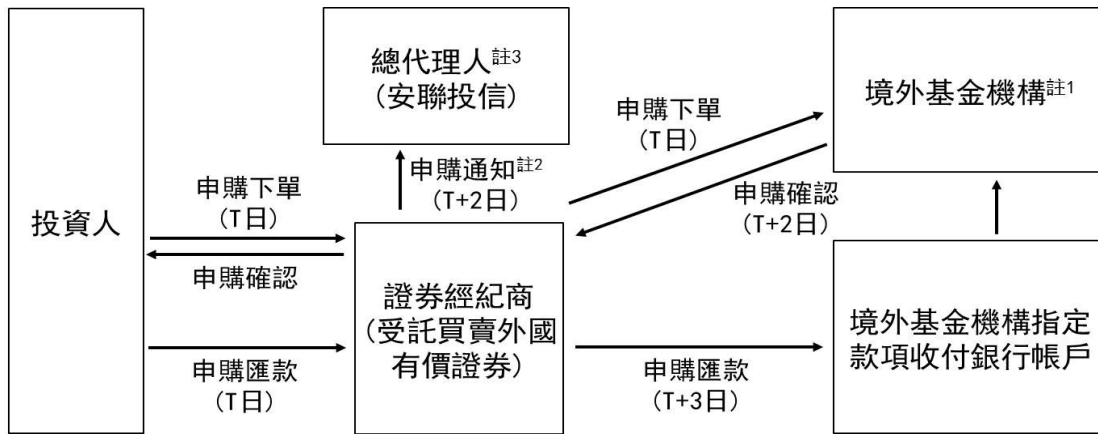 投資人
申購下單
(T日)
申購確認
申購匯款
(T日)
總代理人註3
(安聯投信)
申購通知註2
(T+2日)
證券經紀商
(受託買賣外國
有價證券)
申購下單
(T日)
申購確認
(T+2日)
申購匯款
(T+3日)
境外基金機構註1
境外基金機構指定
款項收付銀行帳戶